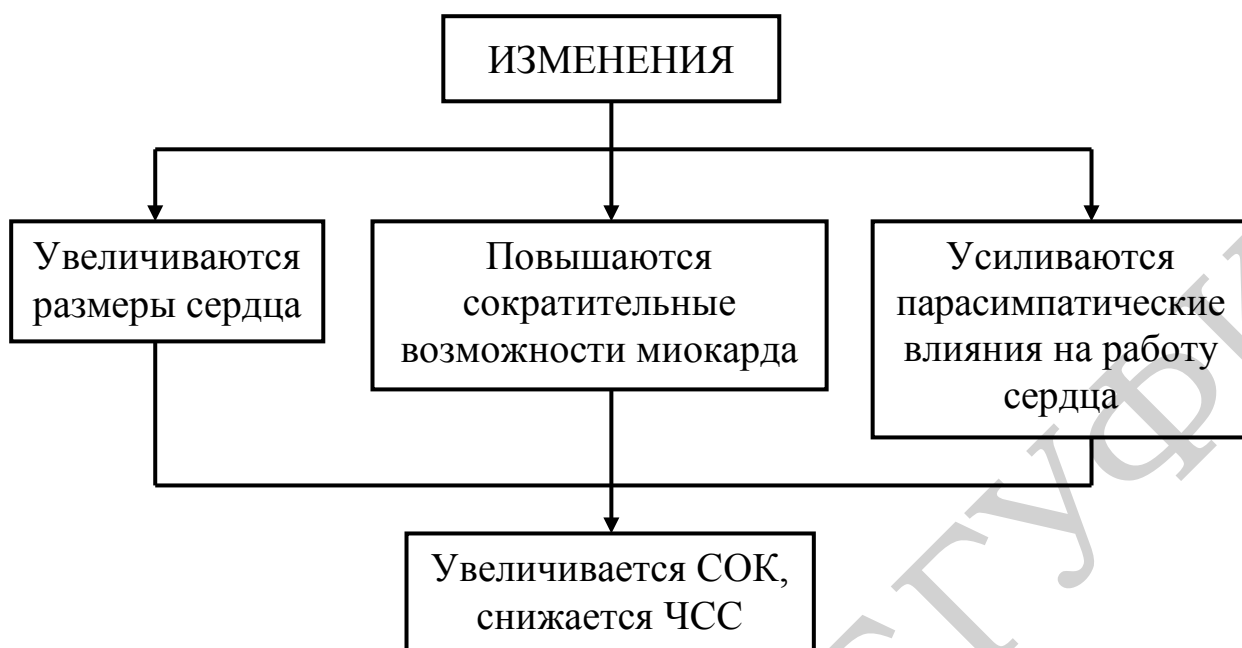 ИЗМЕНЕНИЯ
Увеличиваются
размеры сердца
Повышаются
сократительные
возможности миокарда
Усиливаются
парасимпатические
влияния на работу
сердца
Увеличивается СОК,
снижается ЧСС